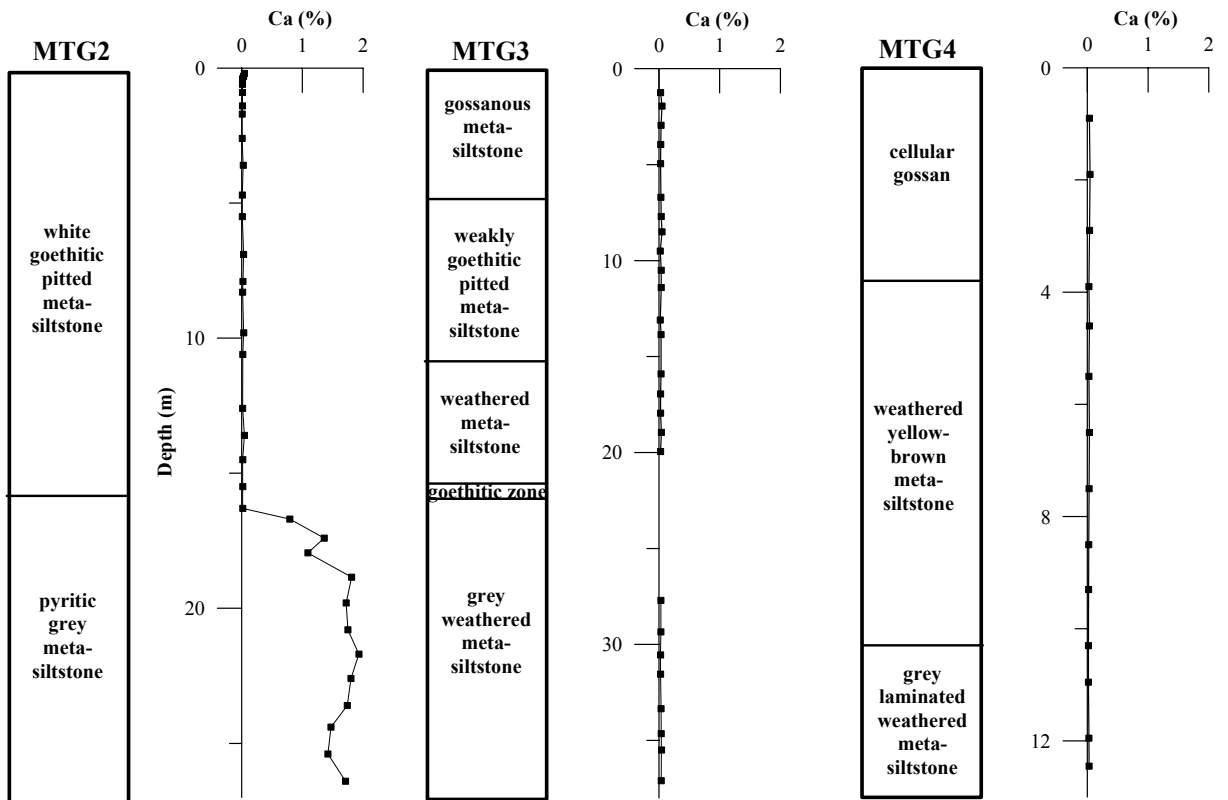 Ca (%)
MTG2
0
1
2
0
10
20
Depth (m)
white
goethitic
pitted
meta-
siltstone
pyritic
grey
meta-
siltstone
Ca (%)
MTG3
0
1
2
0
10
20
30
gossanous
meta-
siltstone
weakly
goethitic
pitted
meta-
siltstone
weathered
meta-
siltstone
goethitic zone
grey
weathered
meta-
siltstone
Ca (%)
MTG4
0
1
2
0
4
8
12
cellular
gossan
weathered
yellow-
brown
meta-
siltstone
grey
laminated
weathered
meta-
siltstone